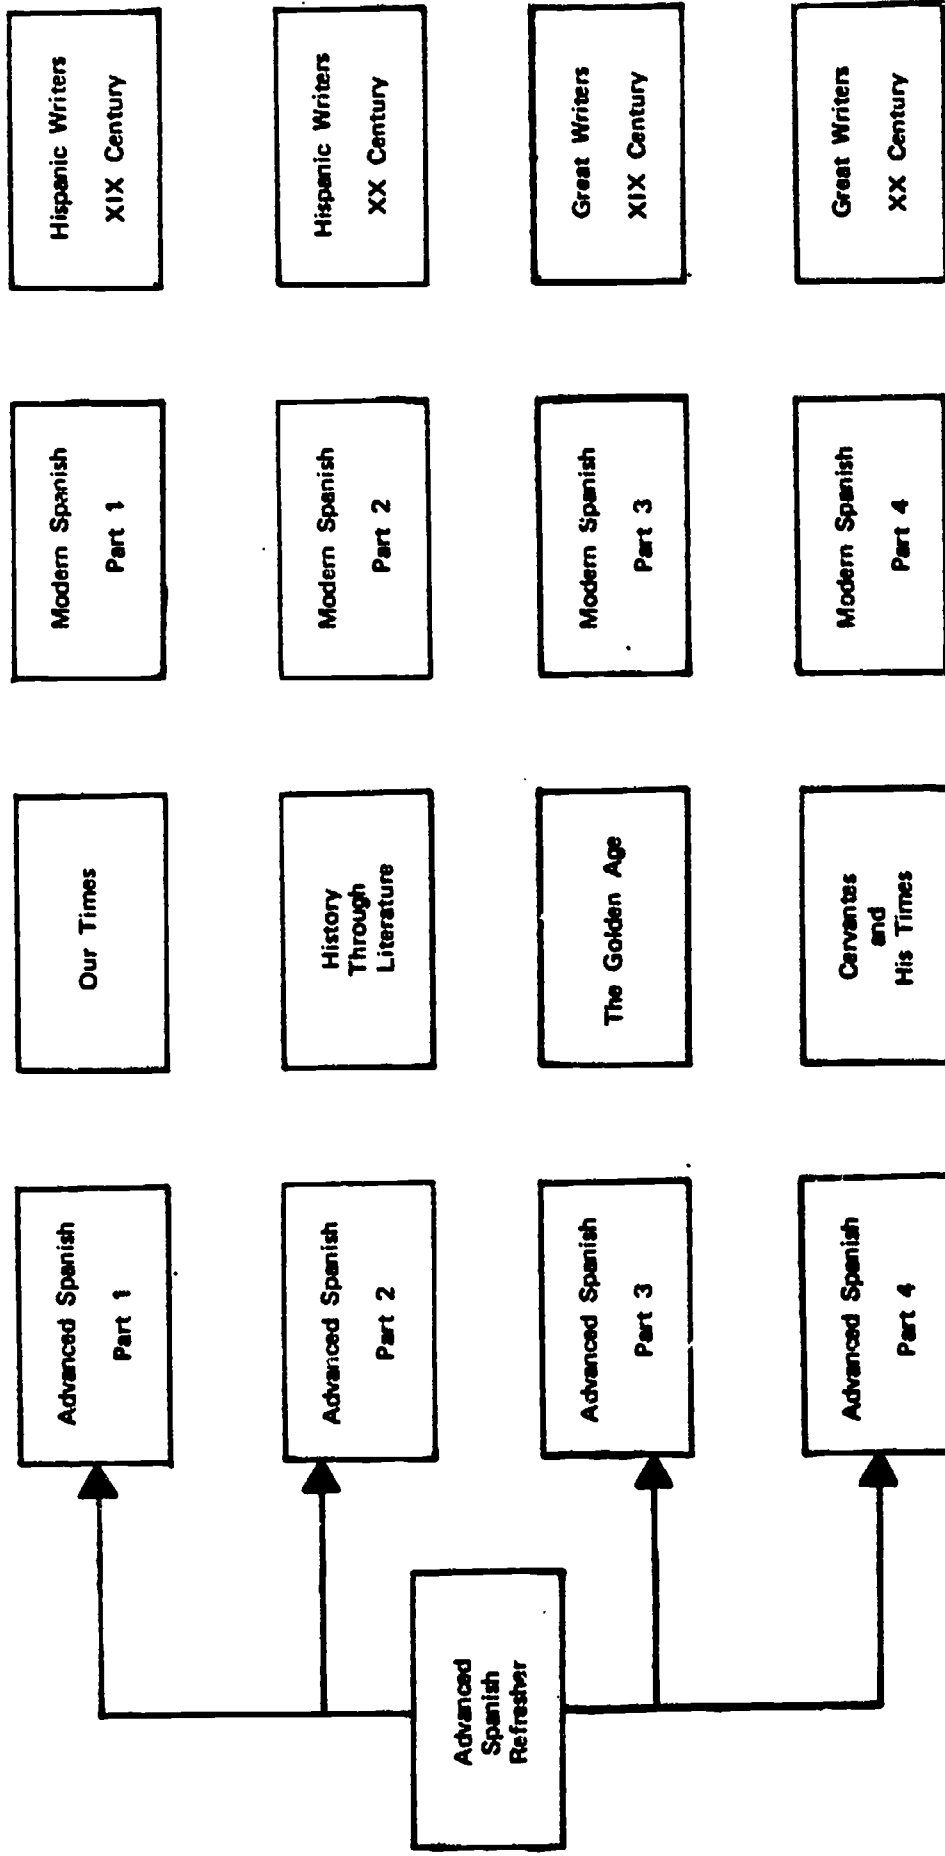 Advanced
Spanish
Refresher
Advanced Spanish
Part 1
Our Times
Modern Spanish
Part 1
Hispanic Writers
XIX Century
Advanced Spanish
Part 2
History
Through
Literature
Modern Spanish
Part 2
Hispanic Writers
XX Century
Advanced Spanish
Part 3
The Golden Age
Modern Spanish
Part 3
Great Writers
XIX Century
Advanced Spanish
Part 4
Cervantes
and
His Times
Modern Spanish
Part 4
Great Writers
XX Century